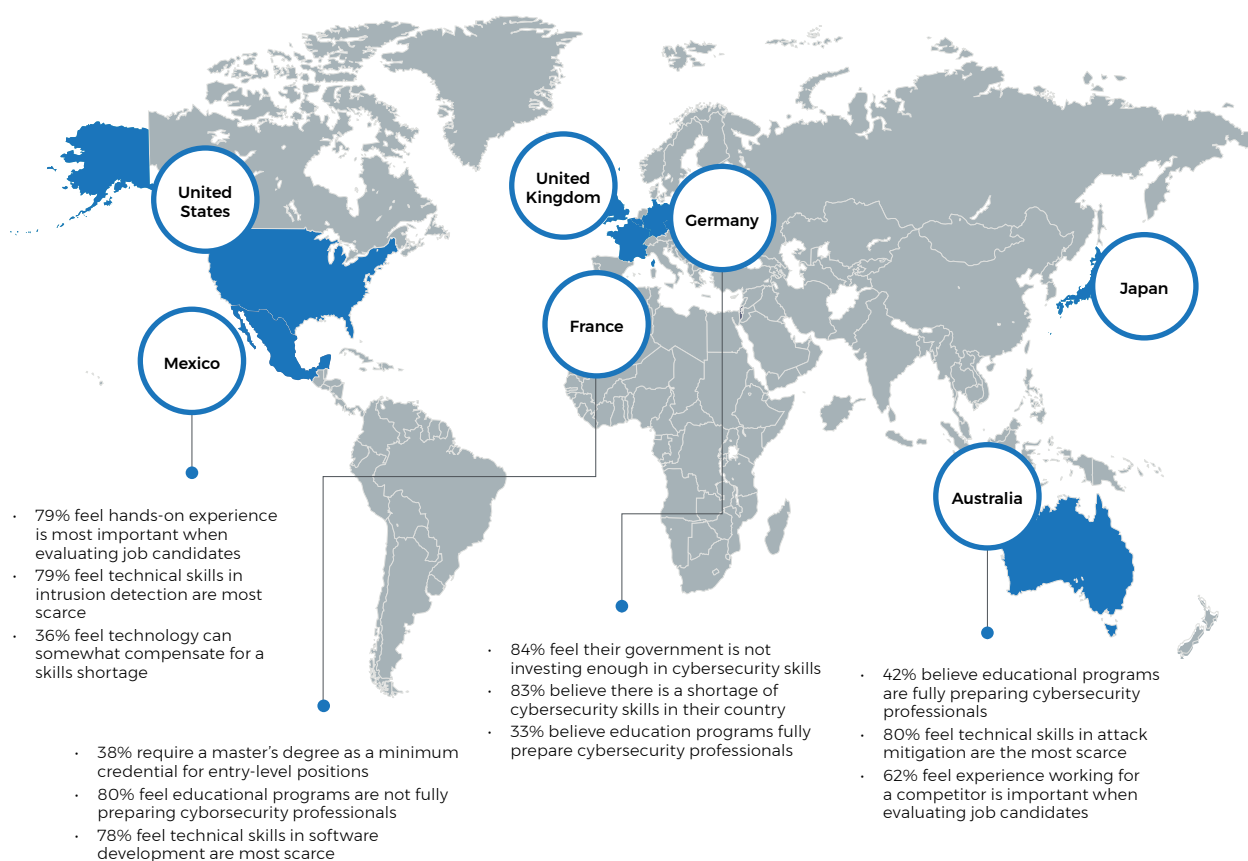 United
States
United
Kingdom
Germany
Japan
France
Mexico
Australia
• 79% feel hands-on experience
is most important when
evaluating job candidates
• 79% feel technical skills in
intrusion detection are most
scarce
• 36% feel technology can
somewhat compensate for a
skills shortage
• 38% require a master's degree as a minimum
credential for entry-level positions
• 80% feel educational programs are not fully
preparing cyborsecurity professionals
• 78% feel technical skills in software
development are most scarce
• 84% feel their government is not
investing enough in cybersecurity skills
• 83% believe there is a shortage of
cybersecurity skills in their country
• 33% believe education programs fully
prepare cybersecurity professionals
• 42% believe educational programs
are fully preparing cybersecurity
professionals
• 80% feel technical skills in attack
mitigation are the most scarce
• 62% feel experience working for
a competitor is important when
evaluating job candidates